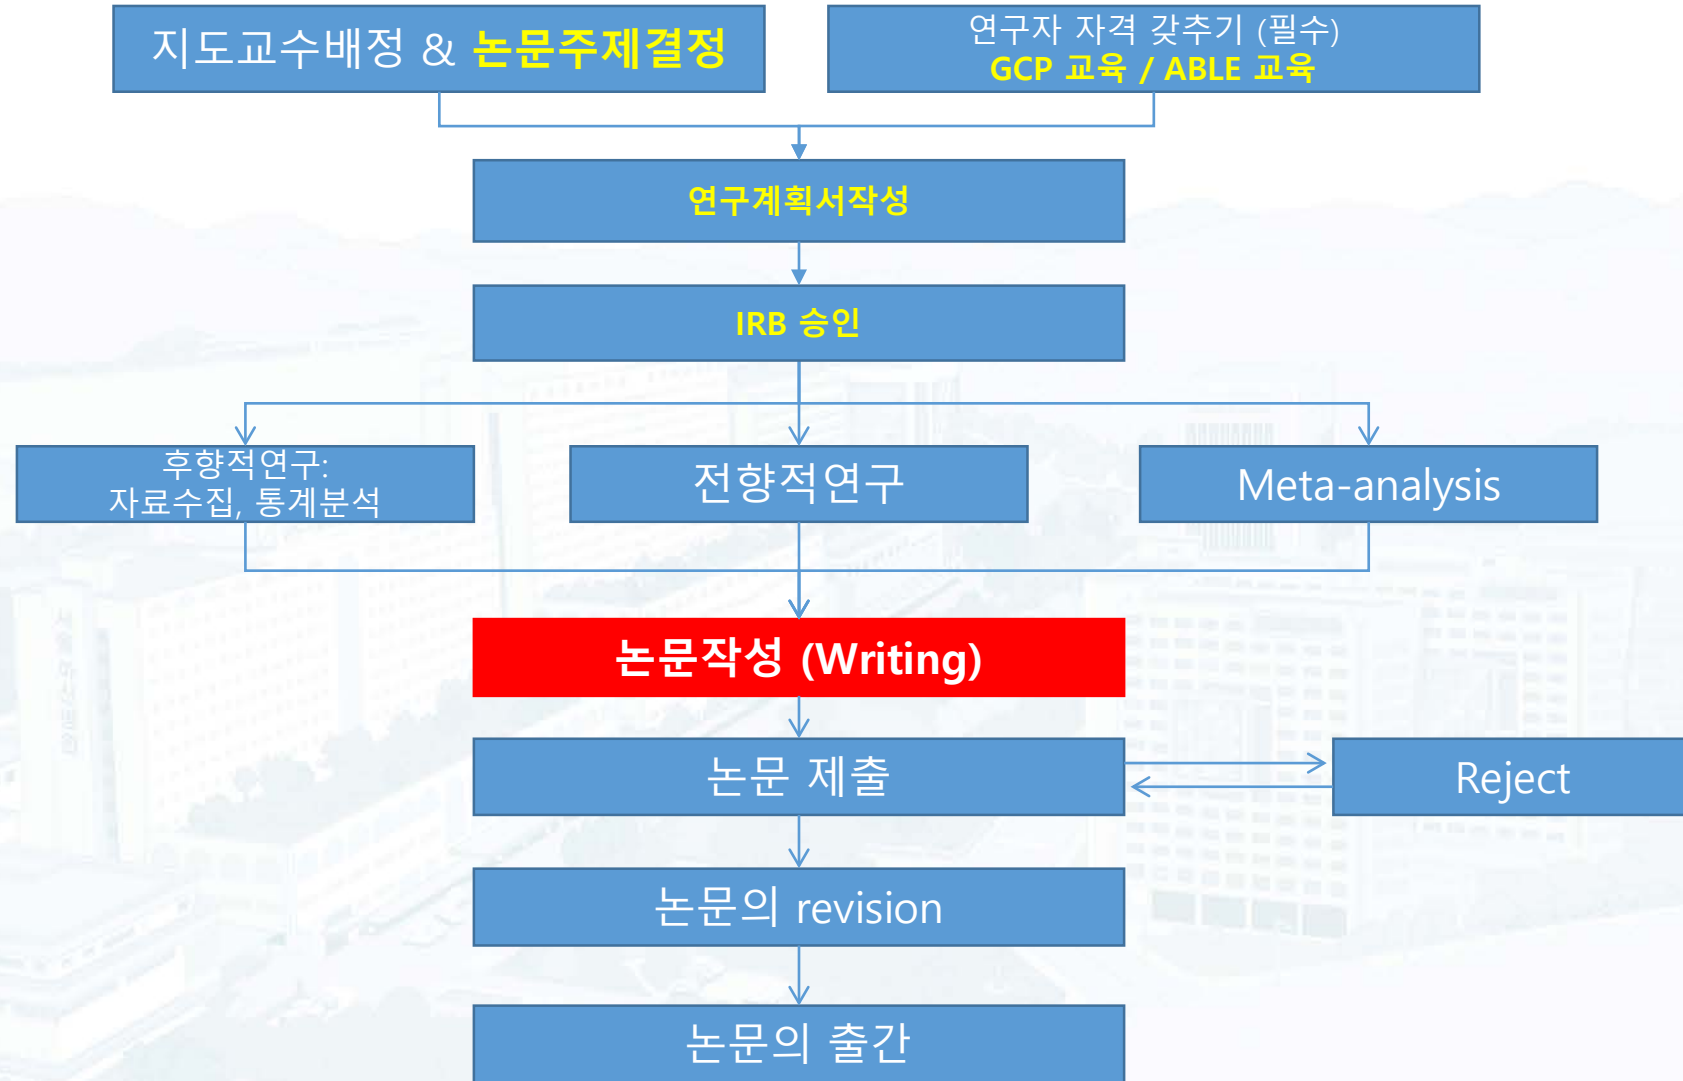 지도교수배정 & 논문주제결정
연구자 자격 갖추기 (필수)
GCP 교육 / ABLE 교육
연구계획서작성
IRB 승인
후향적연구:
자료수집, 통계분석
전향적연구
Meta-analysis
논문작성 (Writing)
논문 제출
Reject
논문의 revision
논문의 출간